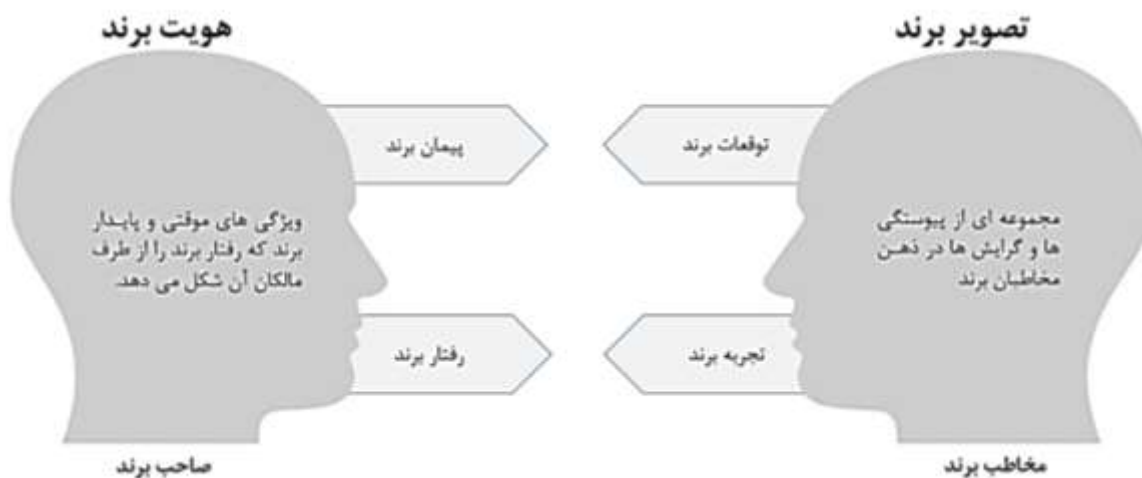 تصویر برند
هویت برند
توقعات برند
پیمان برند
مجموعه ای از پیوستگی
ها و گرایش ها در ذهن
مخاطبان برند
ویژگی های موقتی و پایدار
برند که رفتار برند را از طرف
مالکان آن شکل می دهد.
تجربه برند
رفتار برند
مخاطب برند
صاحب برند